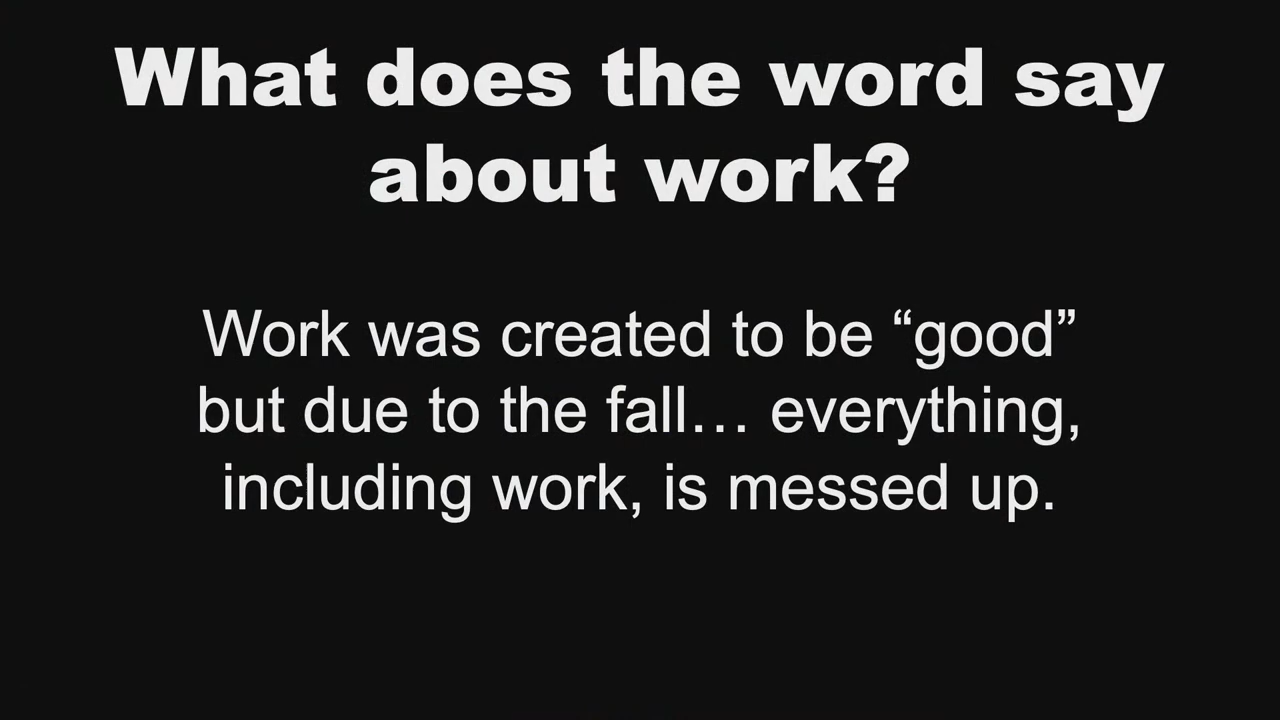 What does the word say
about work?
Work was created to be “good”
but due to the fall… everything,
including work, is messed up.